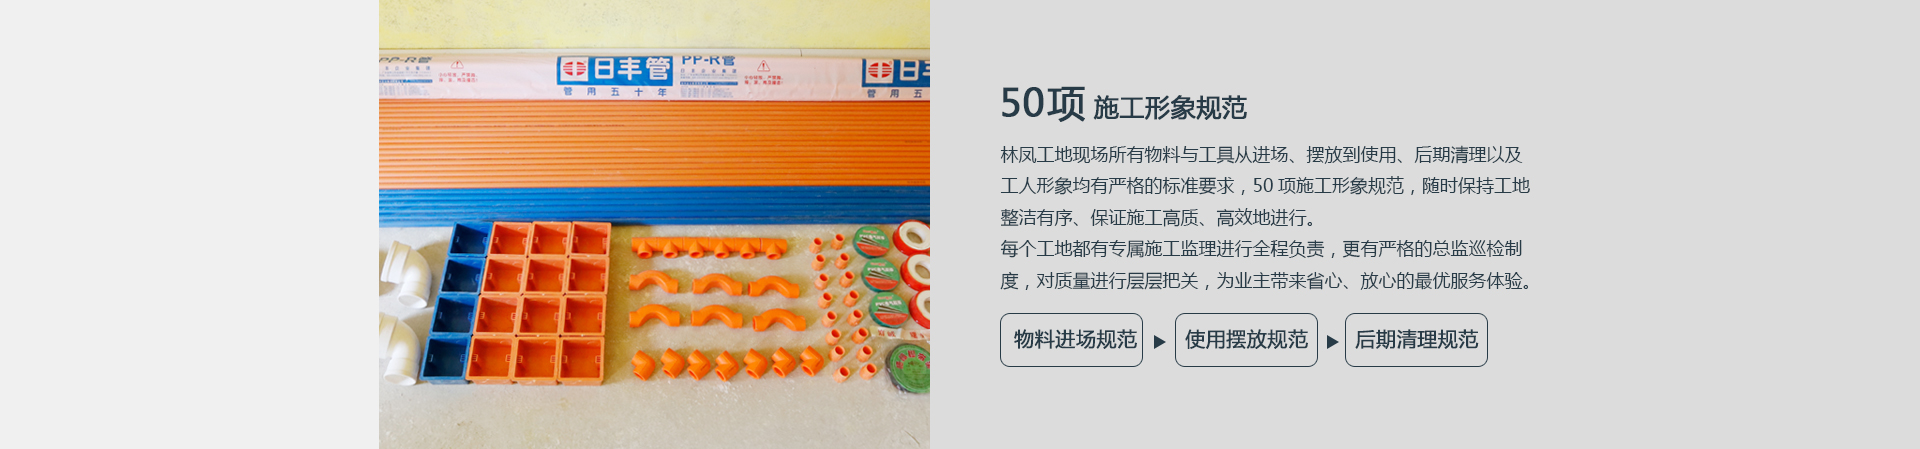 PP-R管
日丰管
PP-R管
日丰
管用五十年
管用五
50项 施工形象规范
林凤工地现场所有物料与工具从进场、摆放到使用、后期清理以及
工人形象均有严格的标准要求，50 项施工形象规范，随时保持工地
整洁有序、保证施工高质、高效地进行。
每个工地都有专属施工监理进行全程负责，更有严格的总监巡检制
度，对质量进行层层把关，为业主带来省心、放心的最优服务体验。
物料进场规范
使用摆放规范
后期清理规范